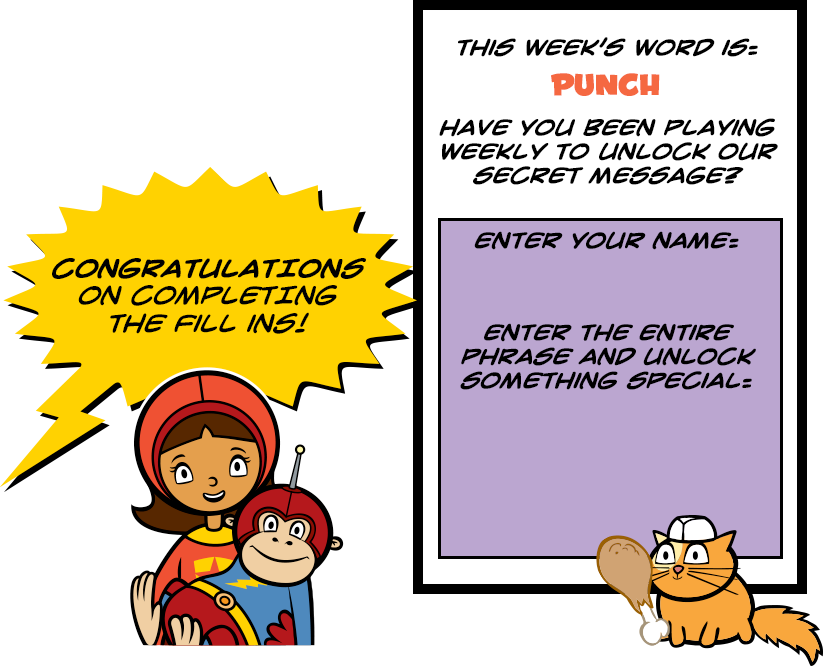 CONGRATULATIONS
ON COMPLETING
THE FILL INS!
THIS WEEK'S WORD IS:
PUNCH
HAVE YOU BEEN PLAYING
WEEKLY TO UNLOCK OUR
SECRET MESSAGE?
ENTER YOUR NAME:
ENTER THE ENTIRE
PHRASE AND UNLOCK
SOMETHING SPECIAL: